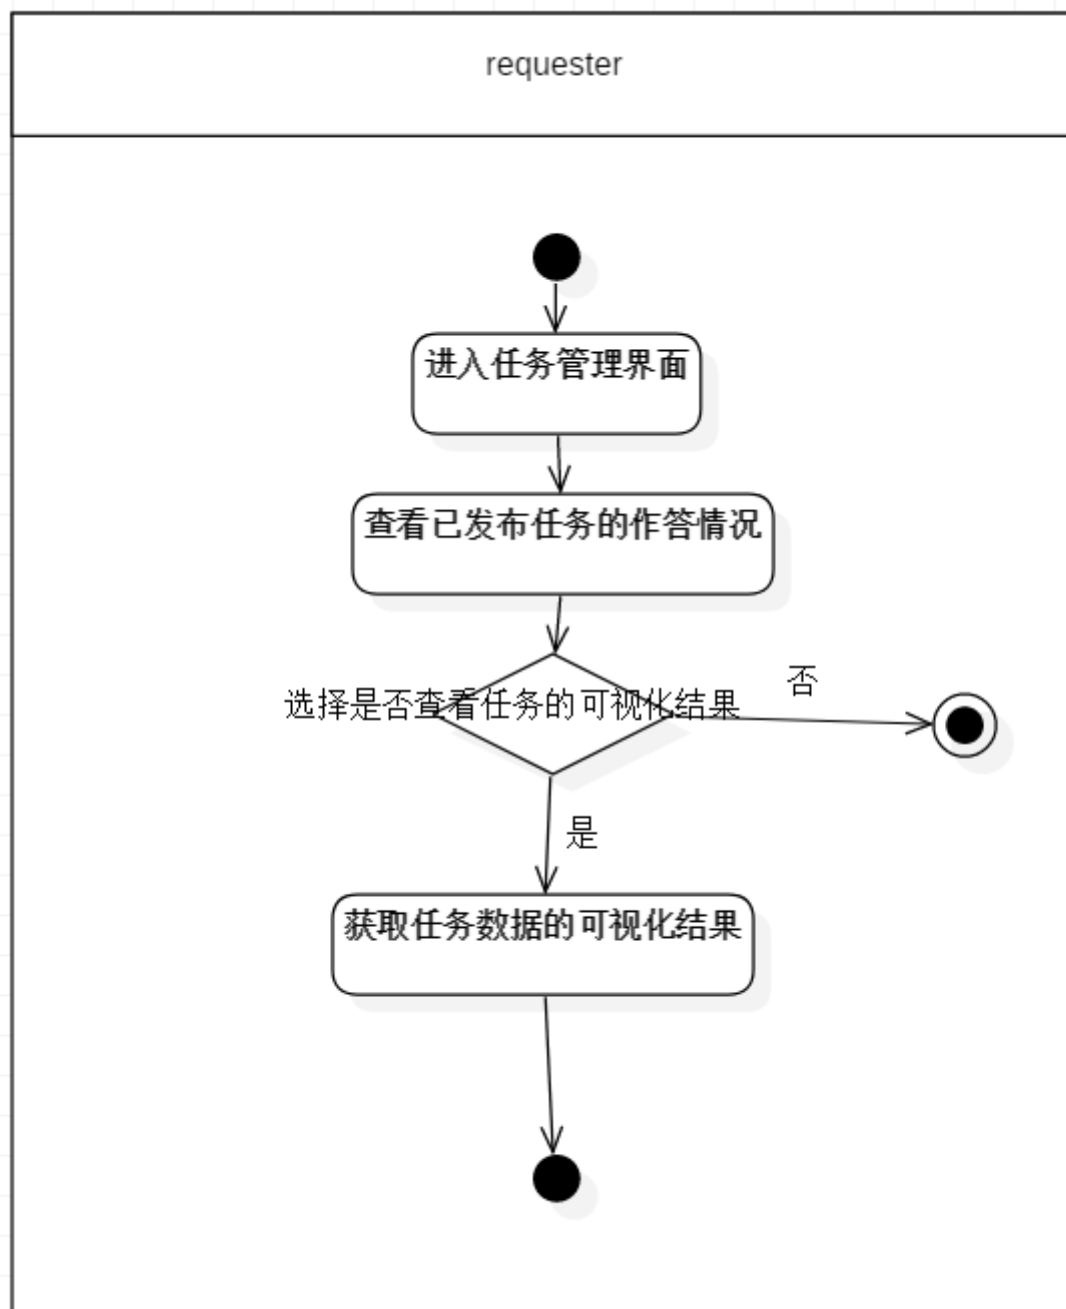 requester
进入任务管理界面
查看已发布任务的作答情况
选择是否查看任务的可视化结果
否
是
获取任务数据的可视化结果